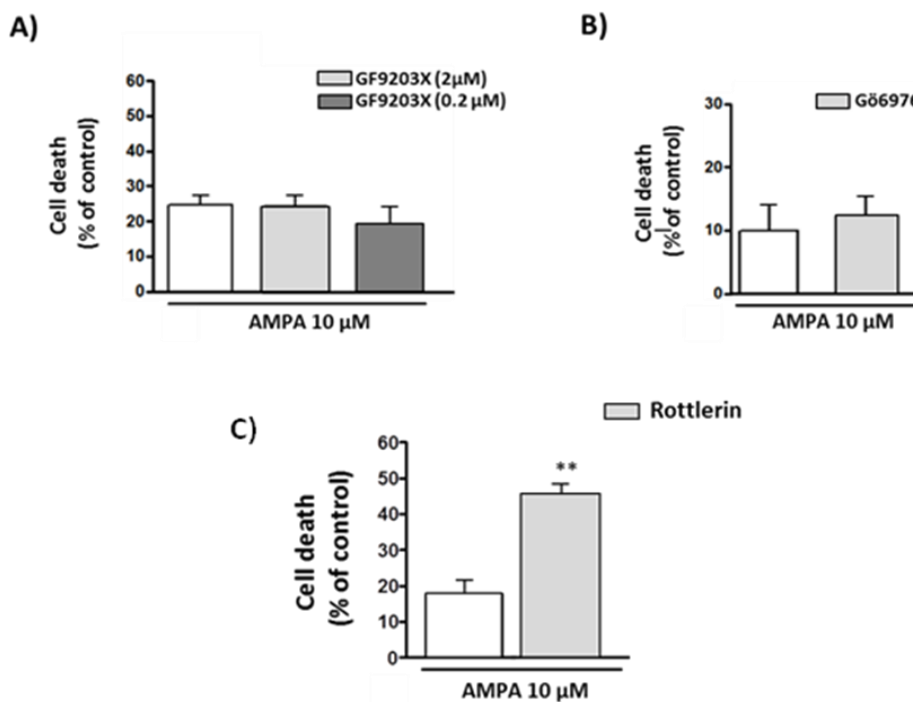 A)
Cell death
(% of control)
60
50
40
30
20
10
0
GF9203X (2µM)
GF9203X (0.2 µM)
AMPA 10 µM
B)
Cell death
(% of control)
30
20
10
0
Gö6976
AMPA 10 µM
C)
Rottlerin
Cell death
(% of control)
60
50
40
30
20
10
0
**
AMPA 10 µM